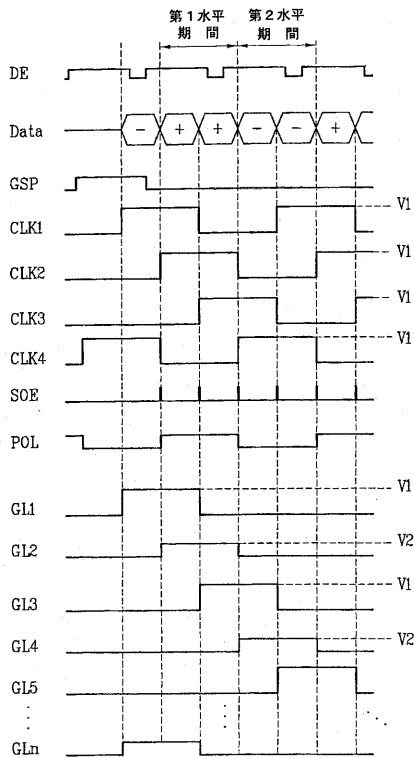 第1水平 第2水平
期 間 期 間
DE
Data - + + - - +
GSP
CLK1 V1
CLK2 V1
CLK3 V1
CLK4 V1
SOE
POL
GL1 V1
GL2 V2
GL3 V1
GL4 V2
GL5
GLn